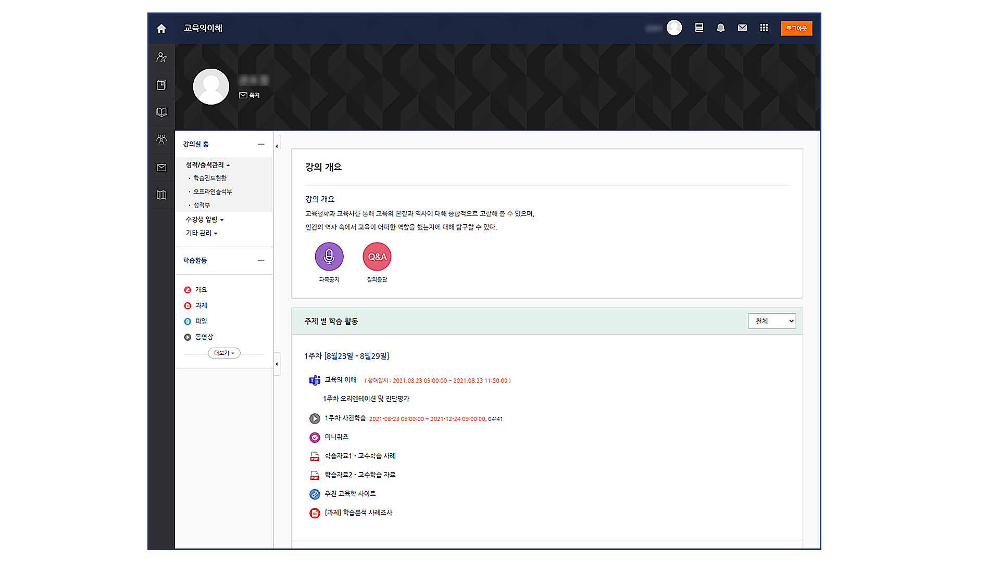 교육의이해
로그아웃
쪽지
강의실 홈
성적/출석관리
· 학습진도현황
· 오프라인출석부
· 성적부
수강생 알림
기타 관리
학습활동
개요
과제
파일
동영상
더보기
강의 개요
강의 개요
교육철학과 교육사를 통해 교육의 본질과 역사에 대해 종합적으로 고찰해 볼 수 있으며,
인간의 역사 속에서 교육이 어떠한 역할을 했는지에 대해 탐구할 수 있다.
Q&A
과목공지
질의응답
주제 별 학습 활동
전체
1주차 [8월23일 - 8월29일]
교육의 이해 ( 참여일시 : 2021.08.23 09:00:00 ~ 2021.08.23 11:50:00 )
1주차 오리엔테이션 및 진단평가
1주차 사전학습 2021-08-23 09:00:00 ~ 2021-12-24 09:00:00, 04:41
미니퀴즈
PDF 학습자료1 - 교수학습 사례
PDF 학습자료2 - 교수학습 자료
추천 교육학 사이트
[과제] 학습분석 사례조사